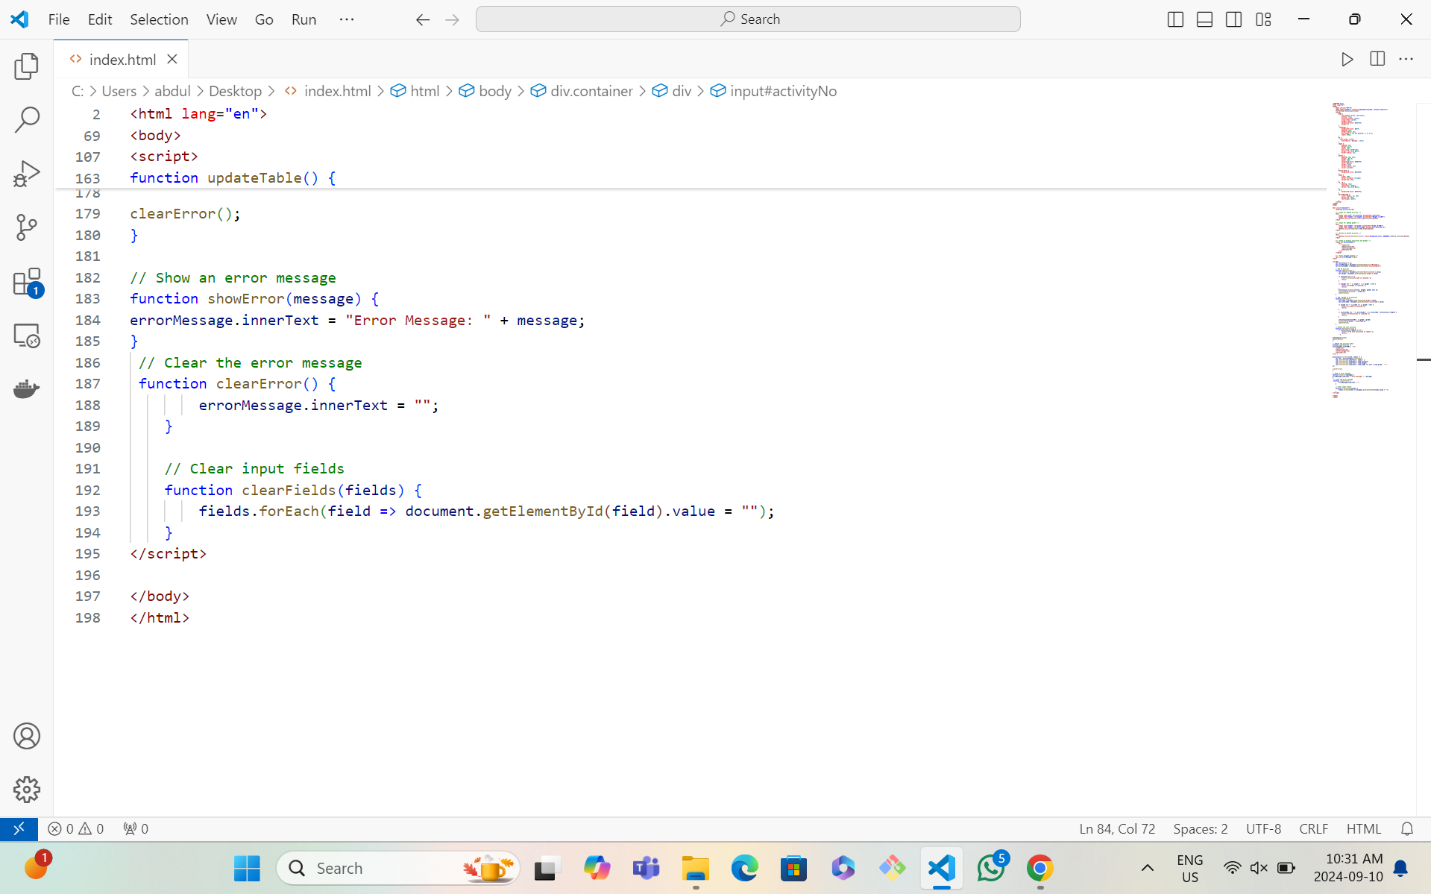 File Edit Selection View Go Run ···
Search
index.html
C: > Users > abdul > Desktop > index.html > html > body > div.container > div > input#activityNo
2 <html lang="en">
69 <body>
107 <script>
163 function updateTable() {
178
179 clearError();
180 }
181
182 // Show an error message
183 function showError(message) {
184 errorMessage.innerText = "Error Message: " + message;
185 }
186 // Clear the error message
187 function clearError() {
188 errorMessage.innerText = "";
189 }
190
191 // Clear input fields
192 function clearFields(fields) {
193 fields.forEach(field => document.getElementById(field).value = "");
194 }
195 </script>
196
197 </body>
198 </html>
1
0 0 0
Ln 84, Col 72 Spaces: 2 UTF-8 CRLF HTML
1
Search
5
ENG
US
10:31 AM
2024-09-10